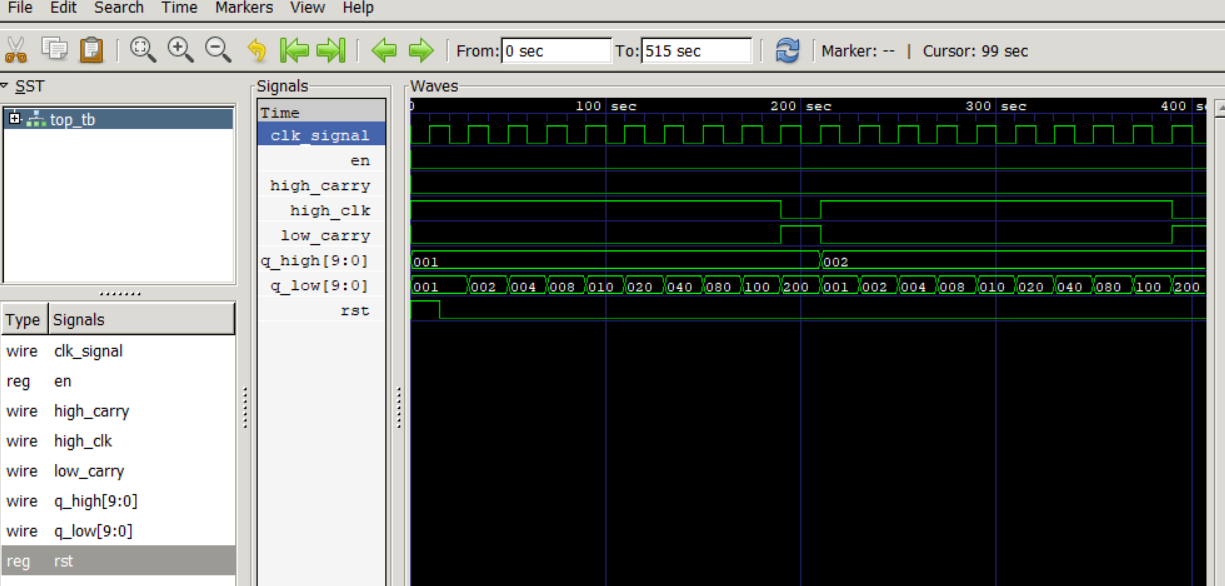 File Edit Search Time Markers View Help
From: 0 sec To: 515 sec Marker: -- | Cursor: 99 sec
SST
top_tb
Type Signals
wire clk_signal
reg en
wire high_carry
wire high_clk
wire low_carry
wire q_high[9:0]
wire q_low[9:0]
reg rst
Signals
Time
clk_signal
en
high_carry
high_clk
low_carry
q_high[9:0]
q_low[9:0]
rst
Waves
0 100 sec 200 sec 300 sec 400 s
001 002
001 002 004 008 010 020 040 080 100 200 001 002 004 008 010 020 040 080 100 200